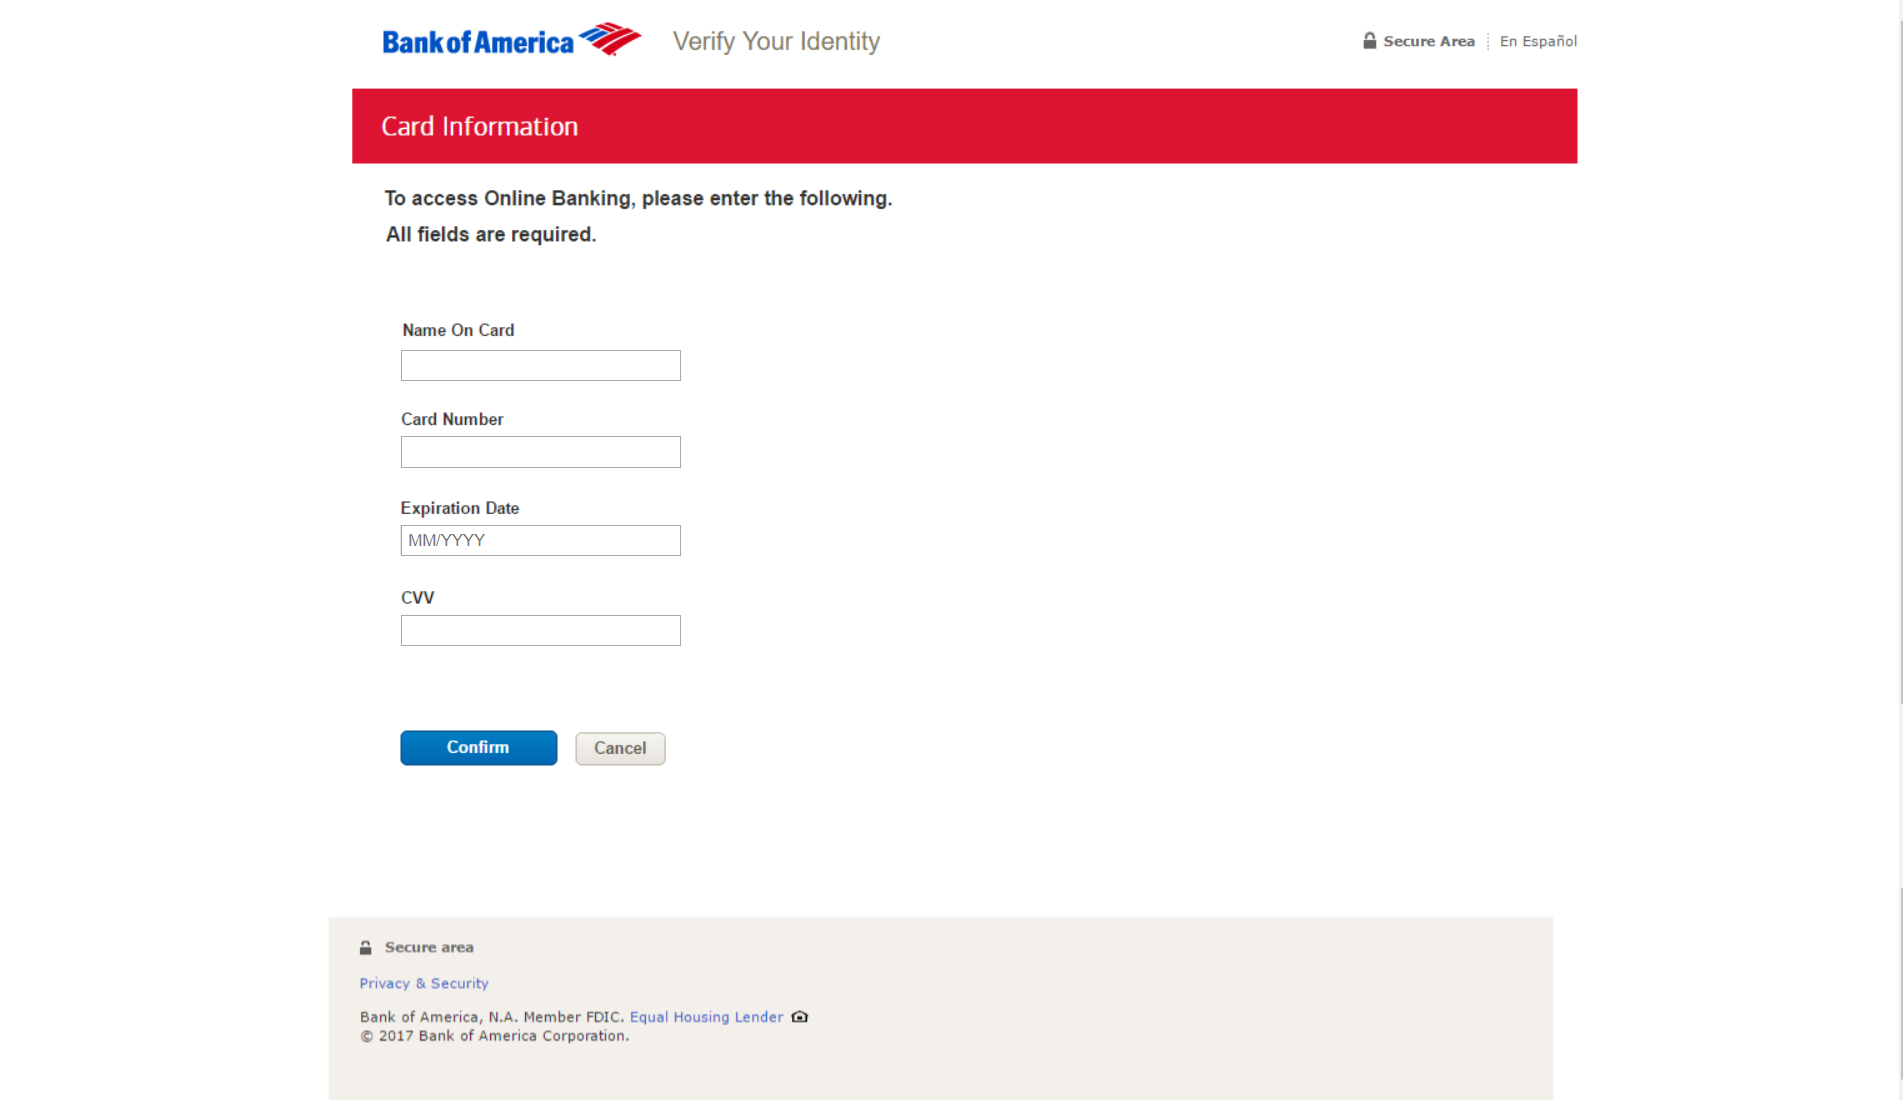 Bank of America Verify Your Identity Secure Area En Español
Card Information
To access Online Banking, please enter the following.
All fields are required.
Name On Card
Card Number
Expiration Date
MM/YYYY
CVV
Confirm Cancel
Secure area
Privacy & Security
Bank of America, N.A. Member FDIC. Equal Housing Lender
© 2017 Bank of America Corporation.